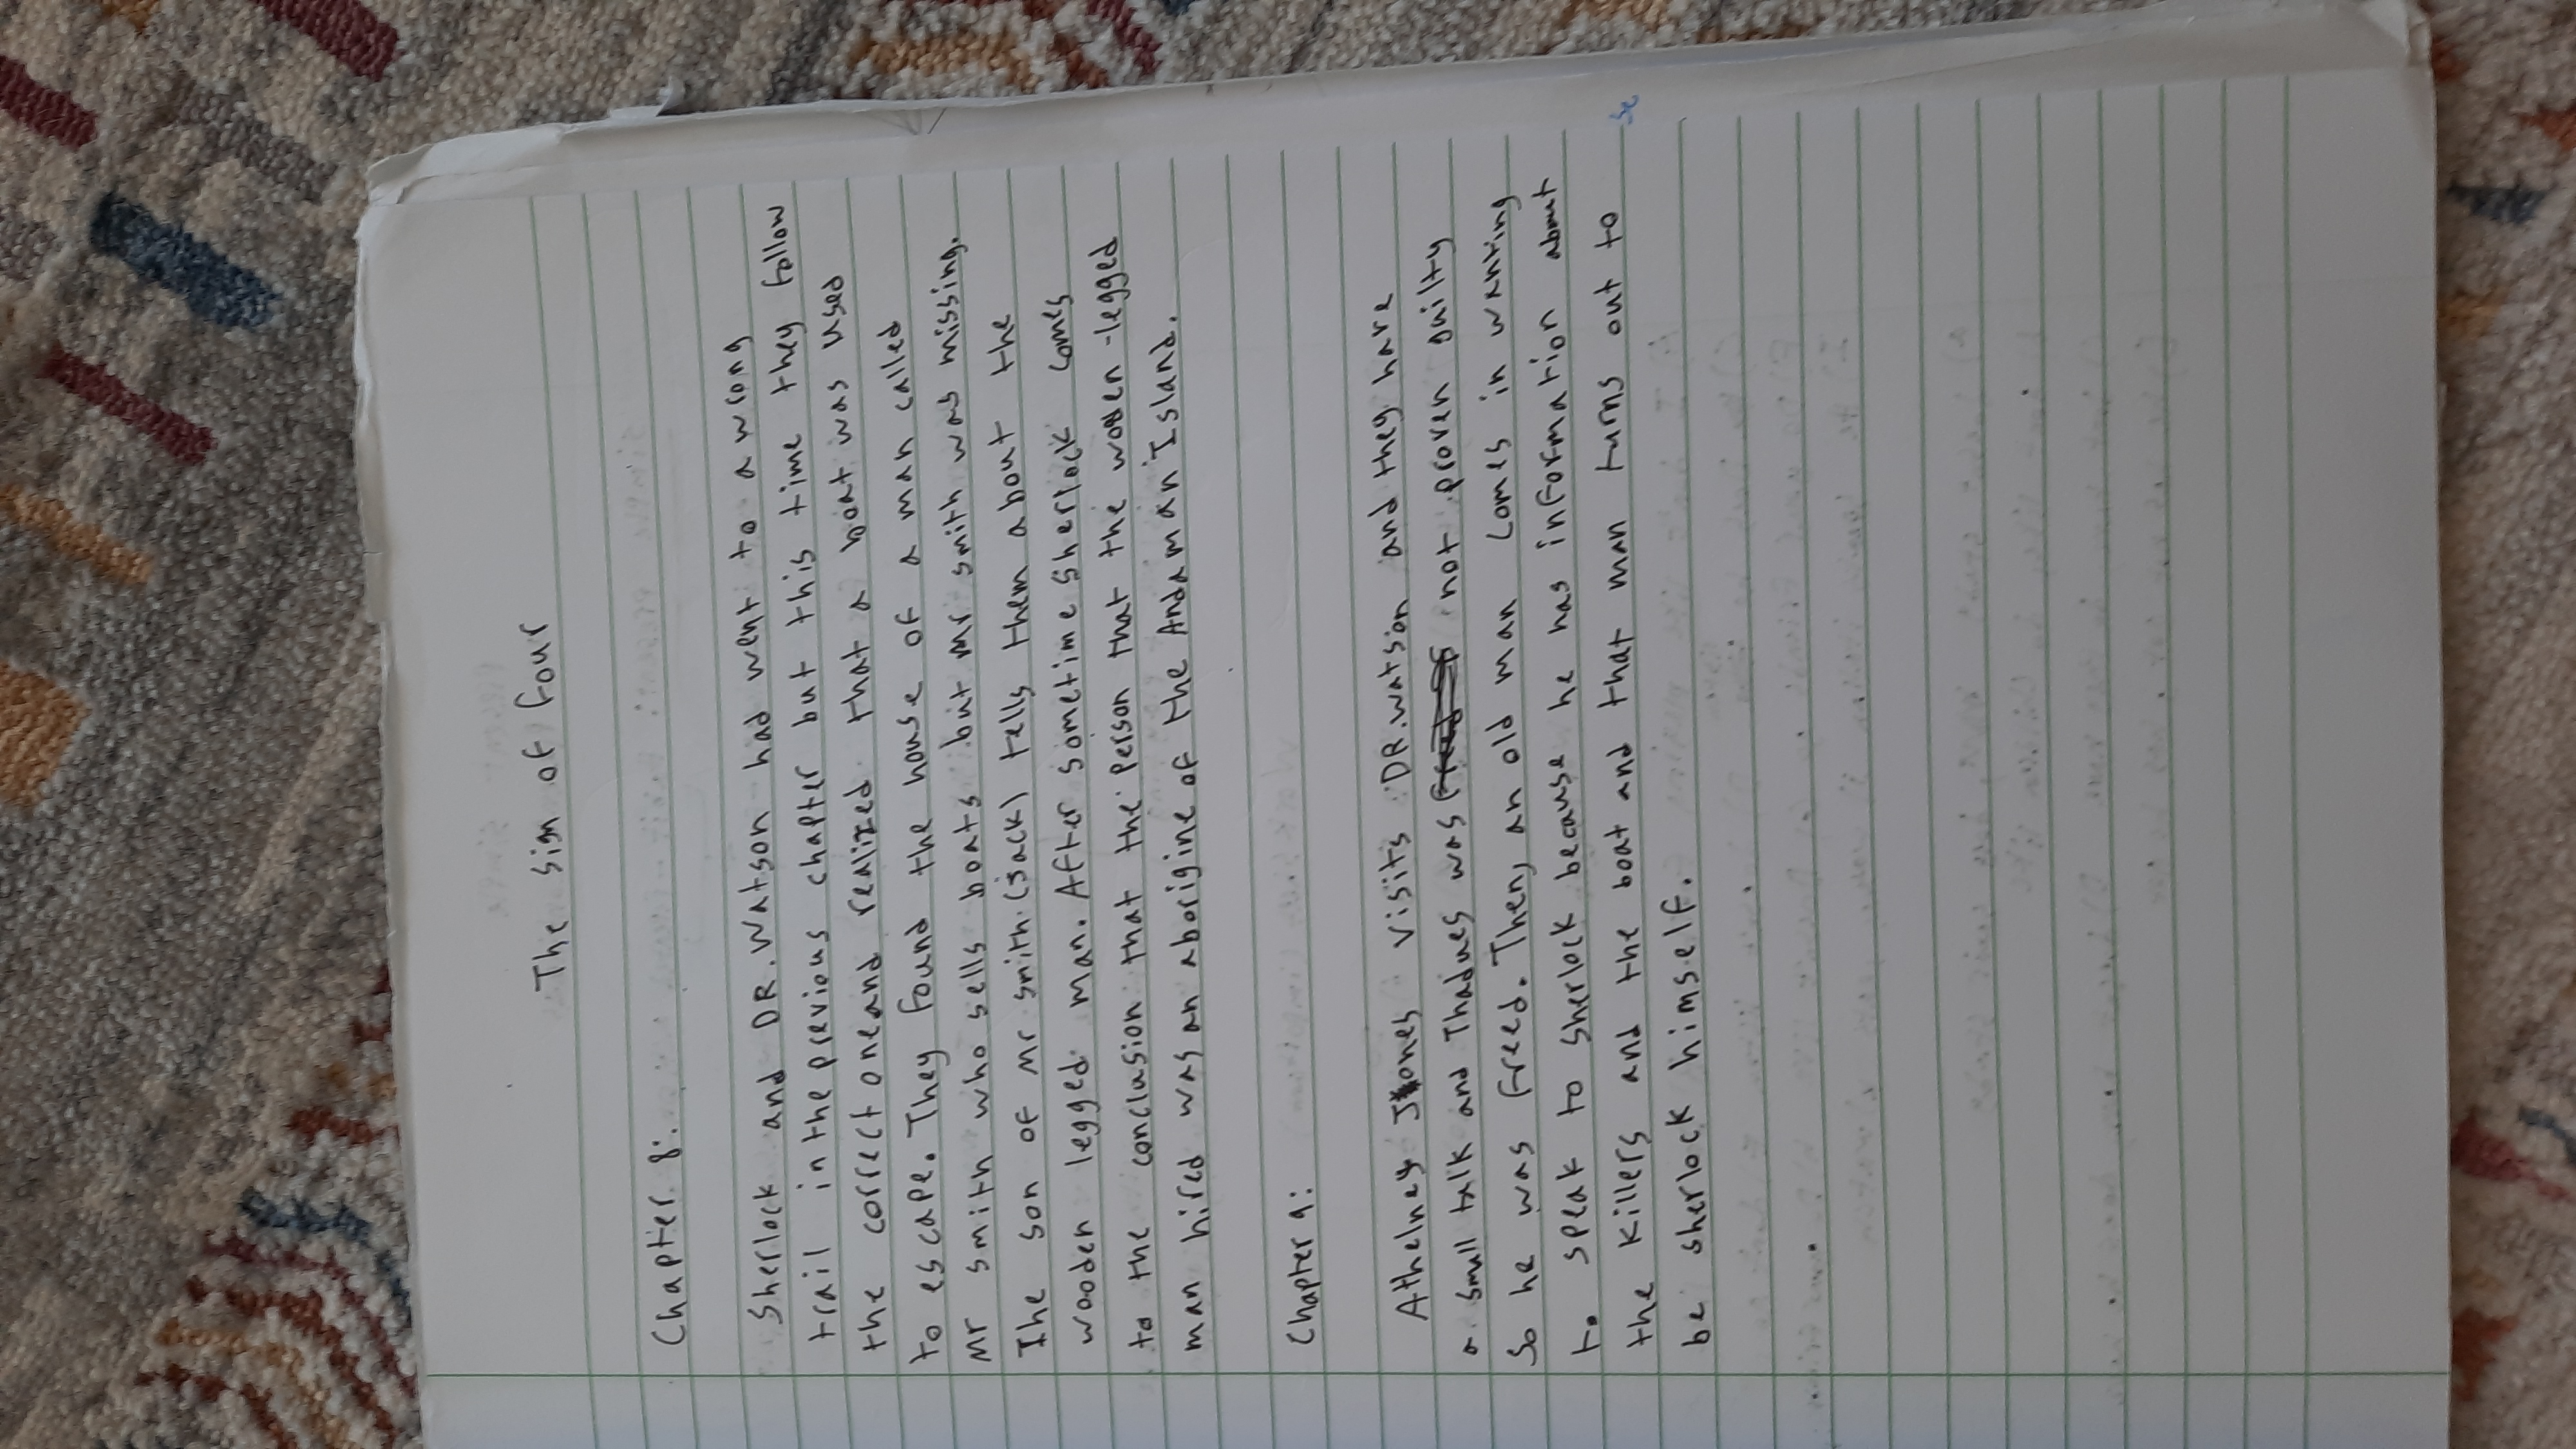 The Sign of Four
Chapter 8:
Sherlock and DR. Watson had went to a wrong
trail in the previous chapter but this time they follow
the correct one and realized that a boat was used
to escape. They found the house of a man called
Mr smith who sells boats but Mr smith was missing.
The son of Mr smith (Jack) tells them about the
wooden legged man. After sometime Sherlock comes
to the conclusion that the person that the wooden-legged
man hired was an aborigine of the Andaman Island.
Chapter 9:
Athelney Jones visits DR. watson and they have
a small talk and Thadues was not proven guilty
So he was freed. Then, an old man comes in wanting
to speak to Sherlock because he has information about
the killers and the boat and that man turns out to
be sherlock himself.